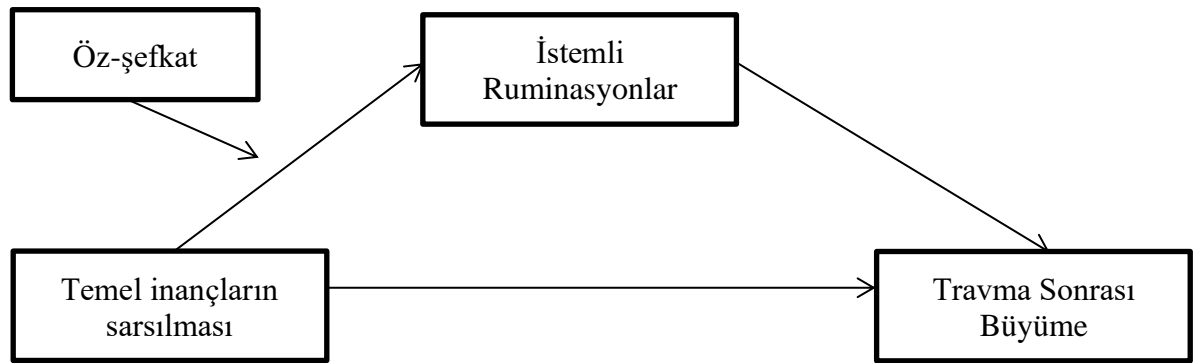 Öz-şefkat
İstemli
Ruminasyonlar
Temel inançların
sarsılması
Travma Sonrası
Büyüme